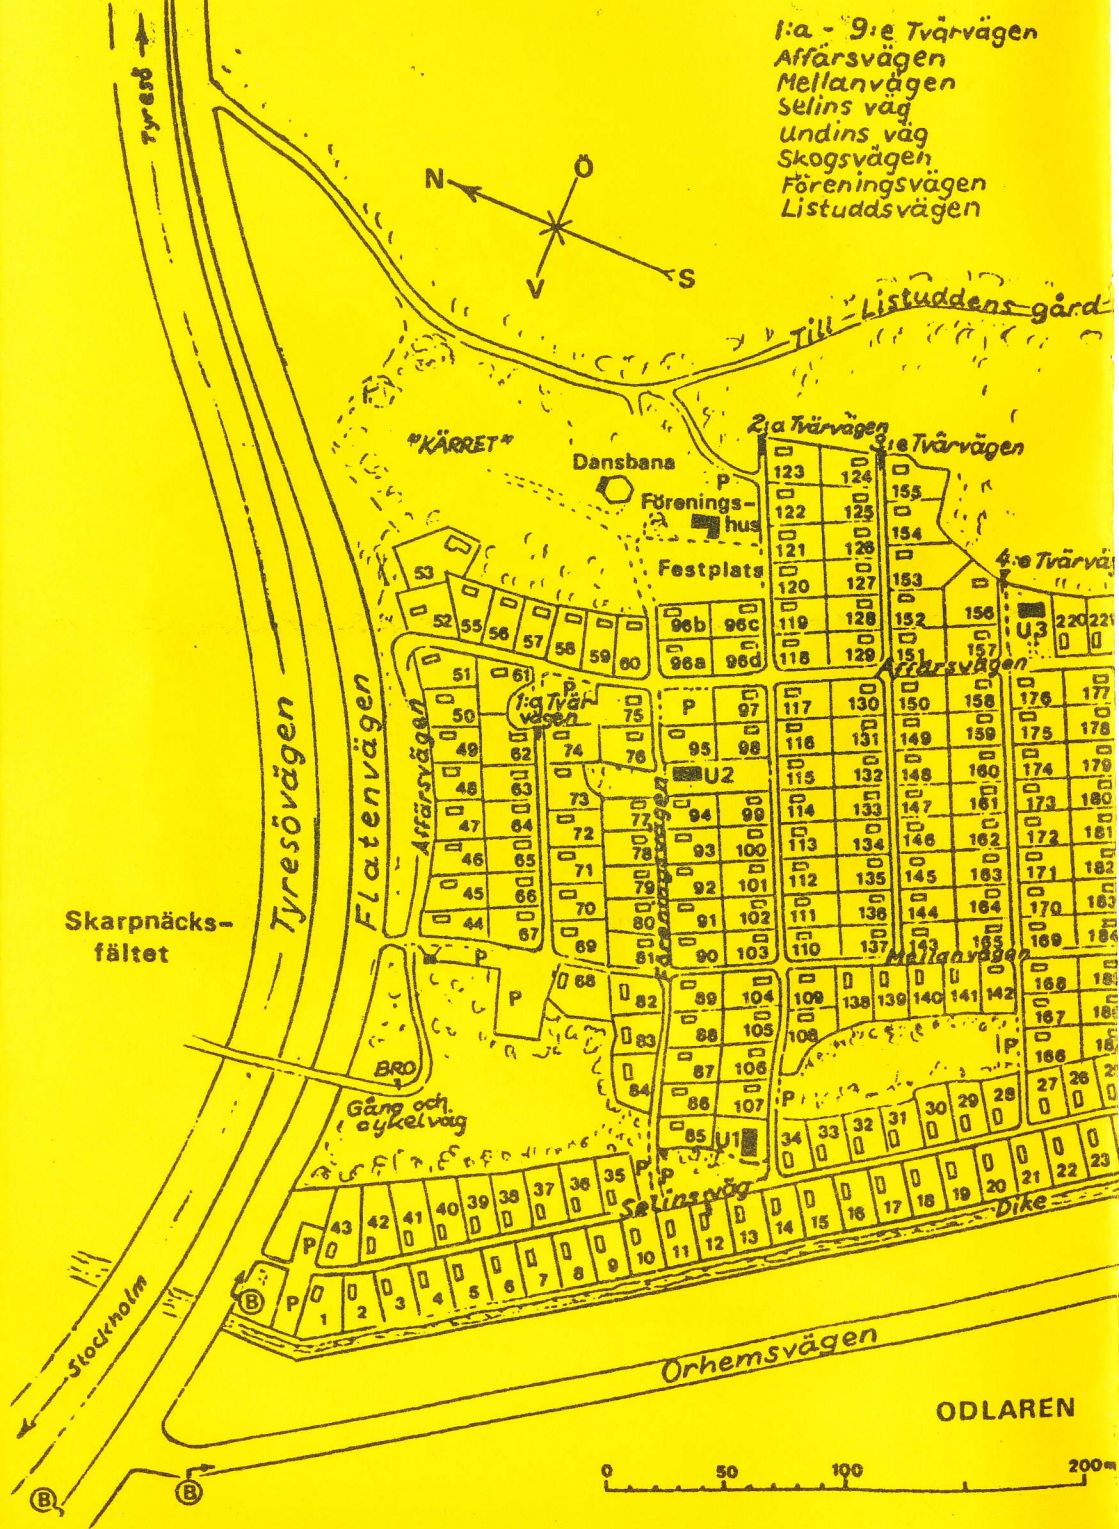 1:a - 9:e Tvärvägen
Affärsvägen
Mellanvägen
Selins väg
Undins väg
Skogsvägen
Föreningsvägen
Listuddsvägen
Tyresö
N
Ö
V
S
Till Listuddens gård
"KÄRRET"
Dansbana
Förenings-
hus
Festplats
P
2:a Tvärvägen
3:e Tvärvägen
123 124
155
122 125
154
121 126
120 127 153
119 128 152 156
118 129 151 157
4:e Tvärvä
U3
220 221
53
52 55 56 57 58 59 60
96b 96c
96a 96d
Affärsvägen
51 61
P
1:a Tvär
vägen
50 75 P 97 117 130 150 158 176 177
49 62 74 76 95 98 116 131 149 159 175 178
U2
48 63 73 115 132 148 160 174 179
47 64 72 77 94 99 114 133 147 161 173 180
46 65 71 78 93 100 113 134 146 162 172 181
45 66 70 79 92 101 112 135 145 163 171 182
44 67 69 80 91 102 111 136 144 164 170 183
81 90 103 110 137 143 165 169 184
Affärsvägen
Föreningsvägen
Mellanvägen
Tyresövägen
Flatenvägen
Skarpnäcks-
fältet
P
P
68 82 89 104 109 138 139 140 141 142 168
83 88 105 108 167
84 87 106 166
86 107
85 U1
P
P
BRO
Gång och
cykelväg
34 33 32 31 30 29 28 27 26
P
P
Selins väg
43 42 41 40 39 38 37 36 35
P
P
1 2 3 4 5 6 7 8 9 10 11 12 13 14 15 16 17 18 19 20 21 22 23
Dike
B
Stockholm
Orhemsvägen
ODLAREN
B
B
0 50 100 200m